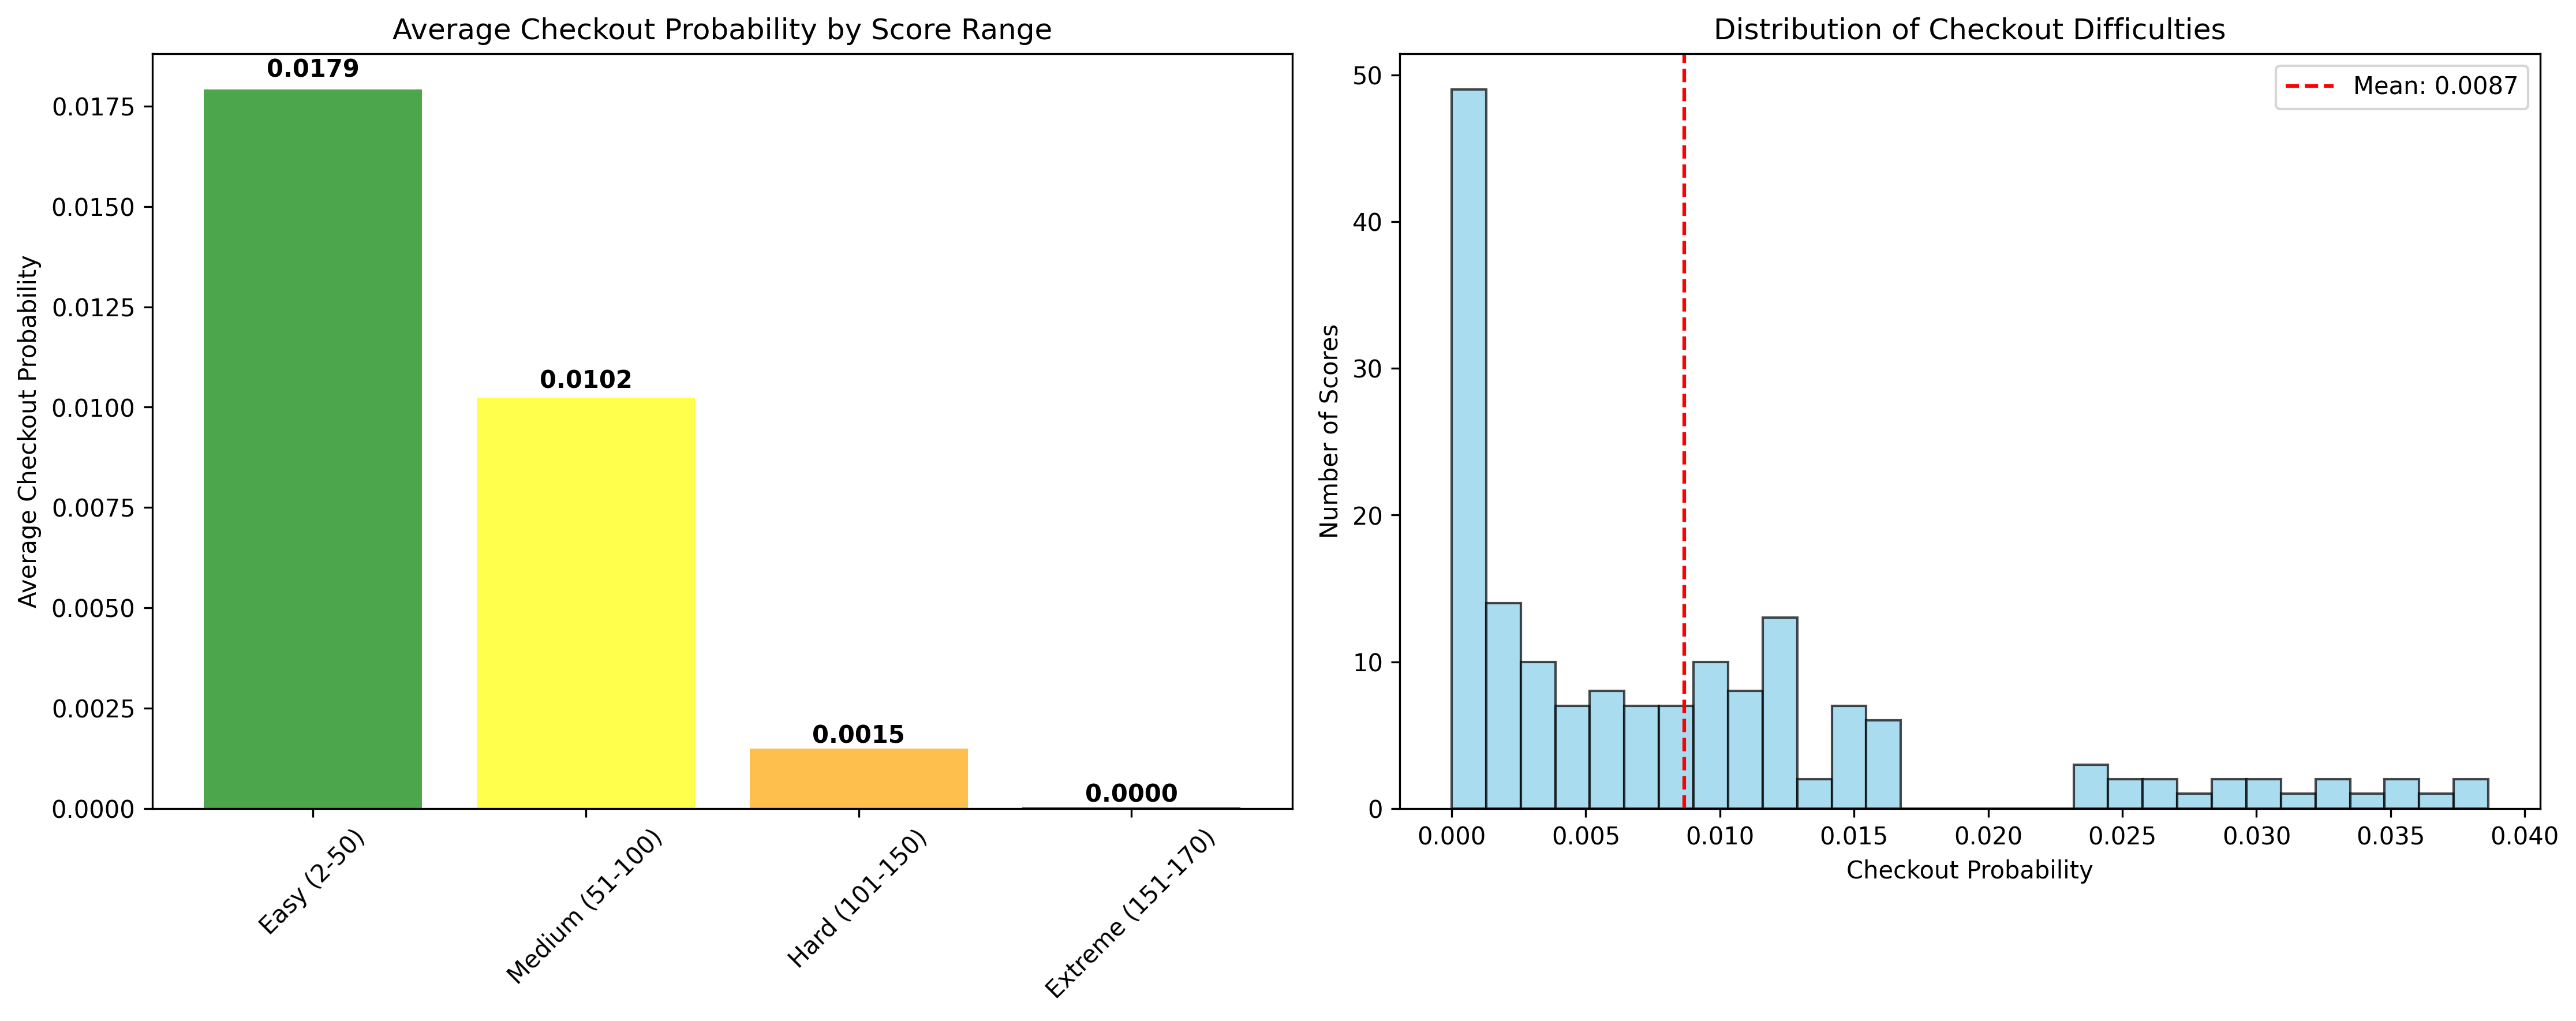 Average Checkout Probability by Score Range
Average Checkout Probability
0.0175
0.0150
0.0125
0.0100
0.0075
0.0050
0.0025
0.0000
0.0179
0.0102
0.0015
0.0000
Easy (2-50)
Medium (51-100)
Hard (101-150)
Extreme (151-170)
Distribution of Checkout Difficulties
Number of Scores
50
40
30
20
10
0
Mean: 0.0087
0.000
0.005
0.010
0.015
0.020
0.025
0.030
0.035
0.040
Checkout Probability